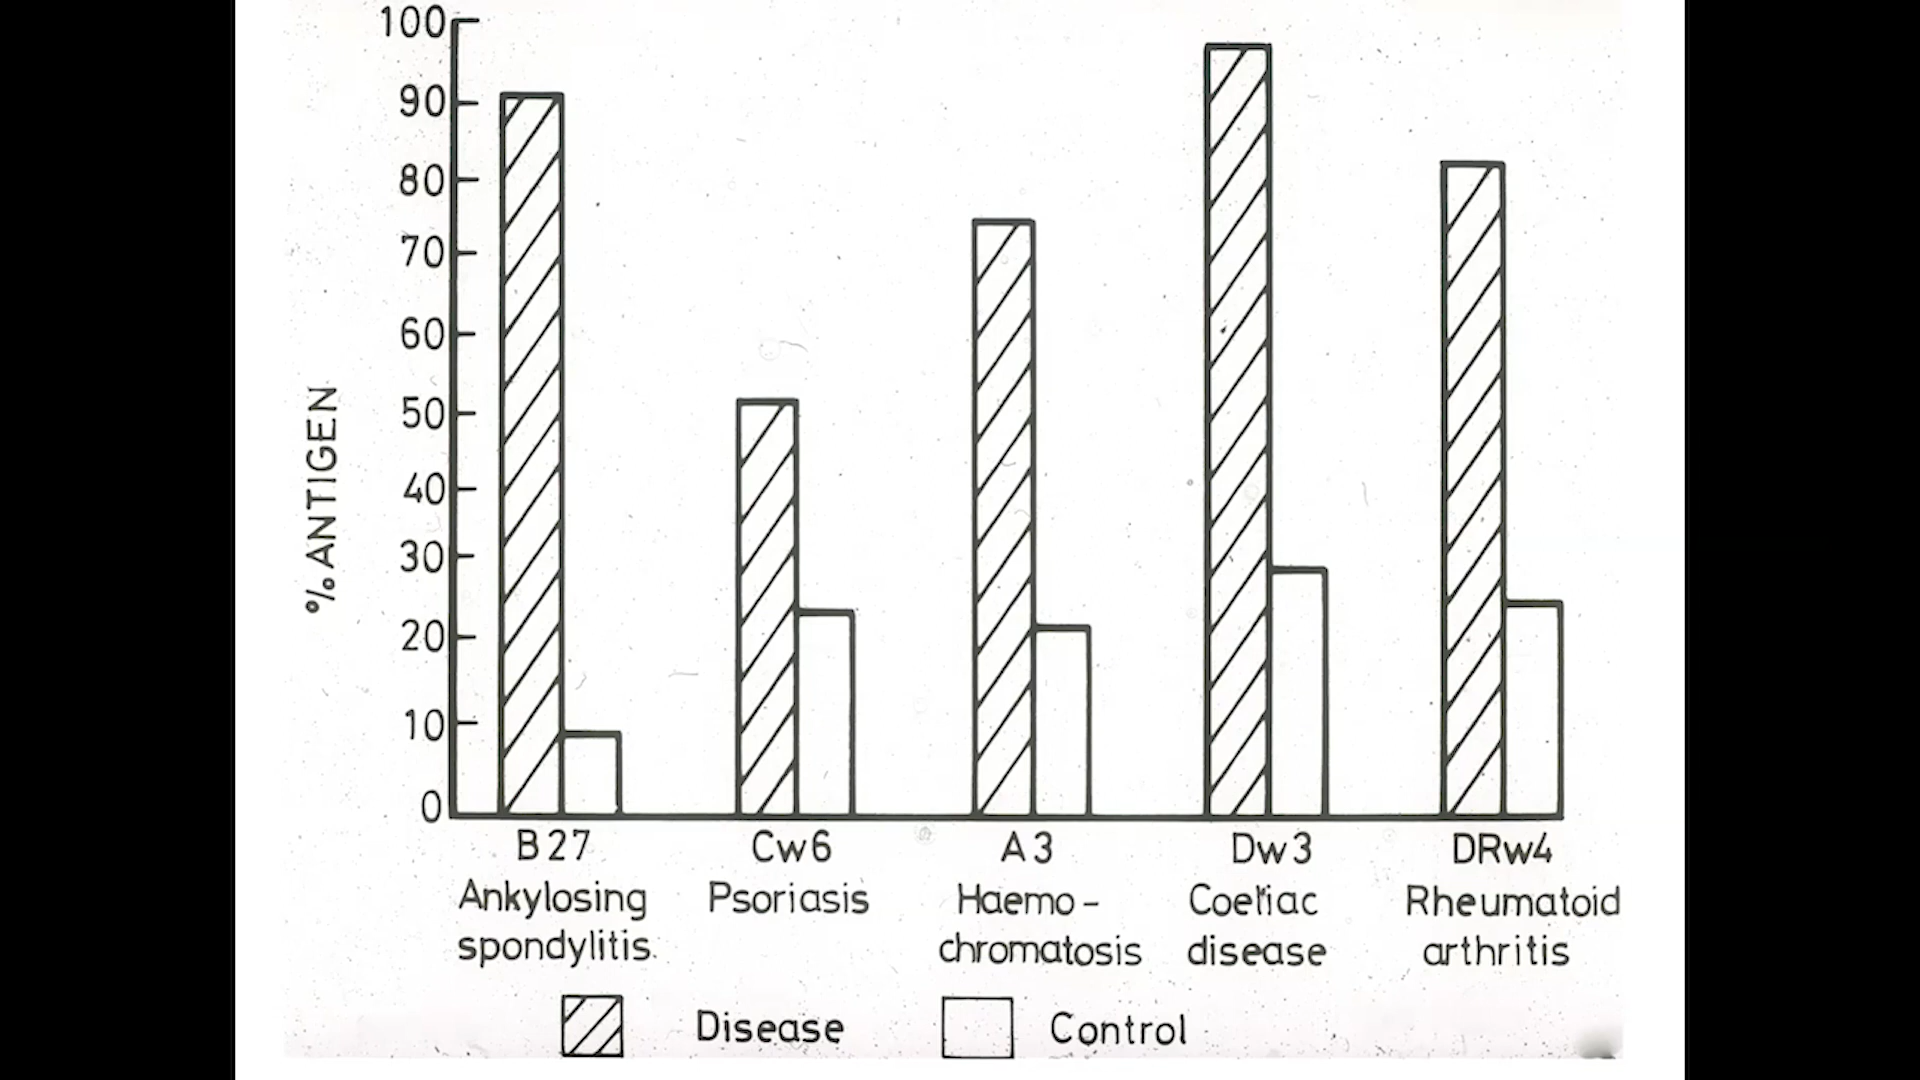 100
90
80
70
60
50
40
30
20
10
0
% ANTIGEN
B27
Ankylosing
spondylitis.
Cw6
Psoriasis
A3
Haemo-
chromatosis
Dw3
Coeliac
disease
DRw4
Rheumatoid
arthritis
Disease
Control